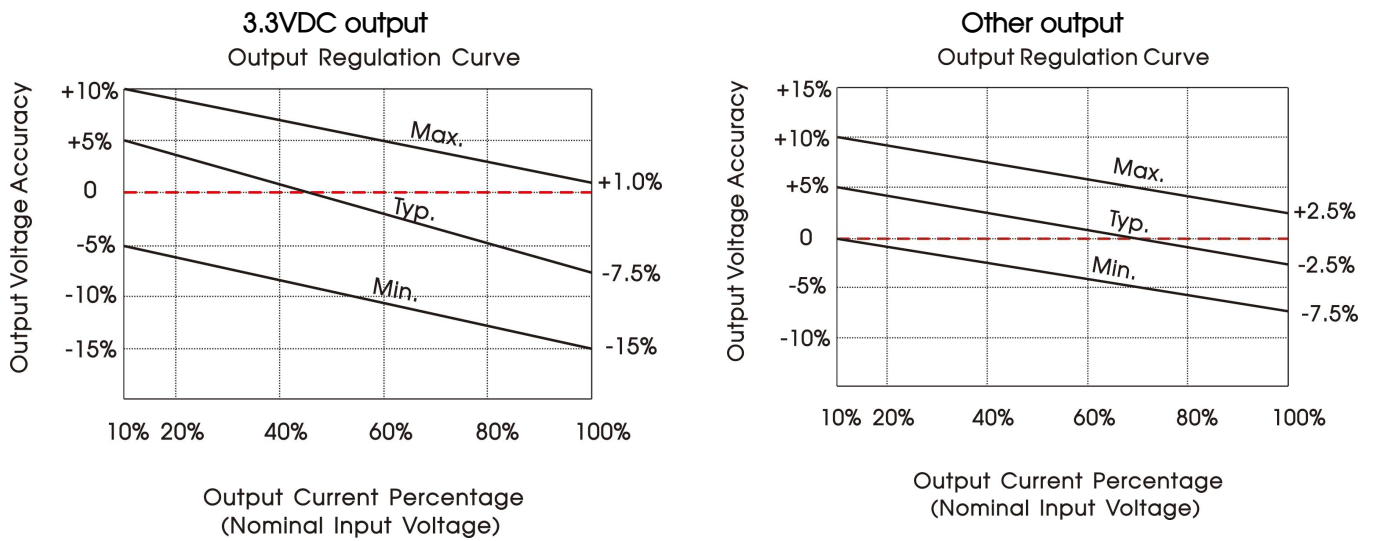 3.3VDC output
Output Regulation Curve
Output Voltage Accuracy
+10%
+5%
0
-5%
-10%
-15%
Max.
Typ.
Min.
+1.0%
-7.5%
-15%
10% 20% 40% 60% 80% 100%
Output Current Percentage
(Nominal Input Voltage)
Other output
Output Regulation Curve
Output Voltage Accuracy
+15%
+10%
+5%
0
-5%
-10%
Max.
Typ.
Min.
+2.5%
-2.5%
-7.5%
10% 20% 40% 60% 80% 100%
Output Current Percentage
(Nominal Input Voltage)